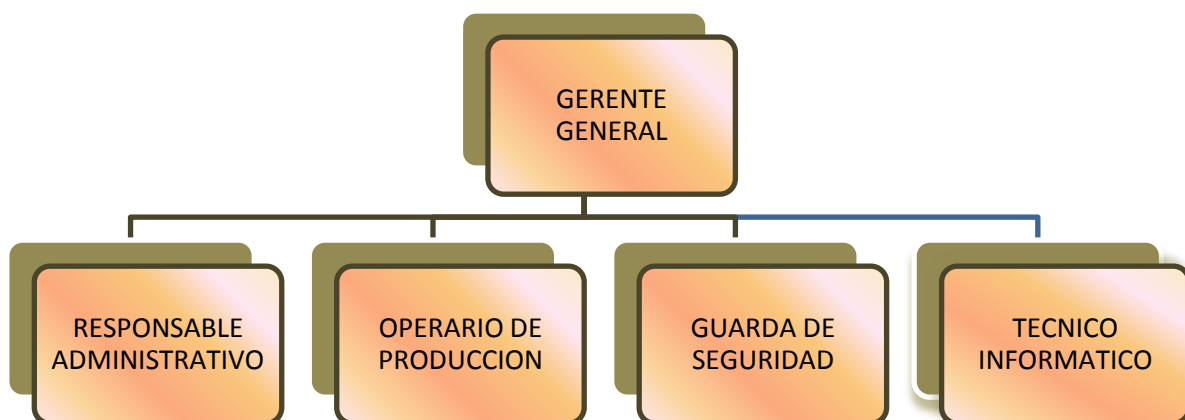 GERENTE
GENERAL
RESPONSABLE
ADMINISTRATIVO
OPERARIO DE
PRODUCCION
GUARDA DE
SEGURIDAD
TECNICO
INFORMATICO